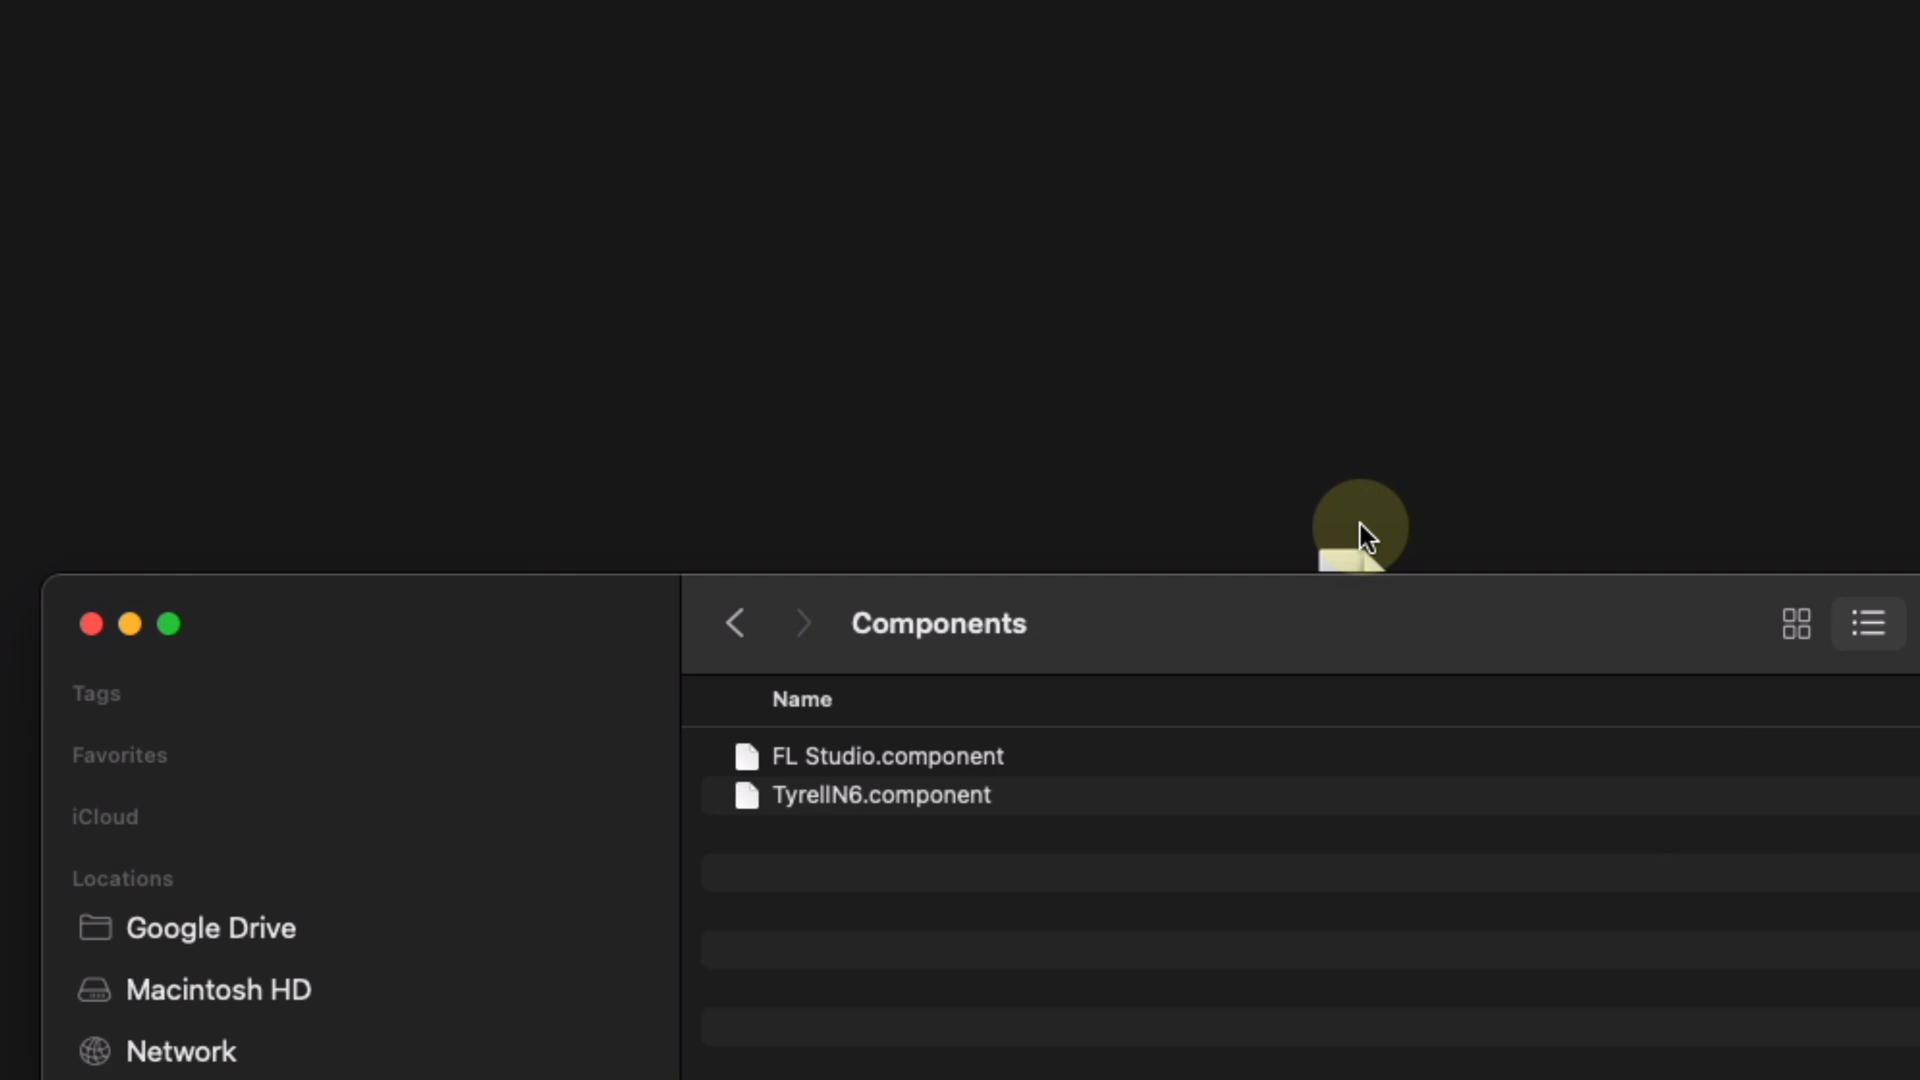 Components
Tags
Favorites
iCloud
Locations
Google Drive
Macintosh HD
Network
Name
FL Studio.component
TyrellN6.component